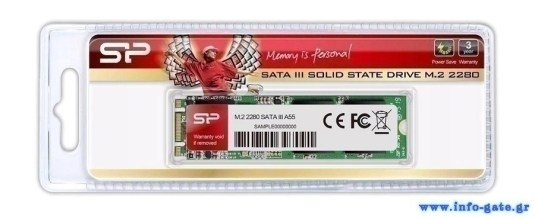 SP
Memory is Personal
3
Power Save Warranty
SATA III SOLID STATE DRIVE M.2 2280
SP
Warranty void
if removed
M.2 2280 SATA III A55
SAMPLE00000000
CE FC
www.info-gate.gr